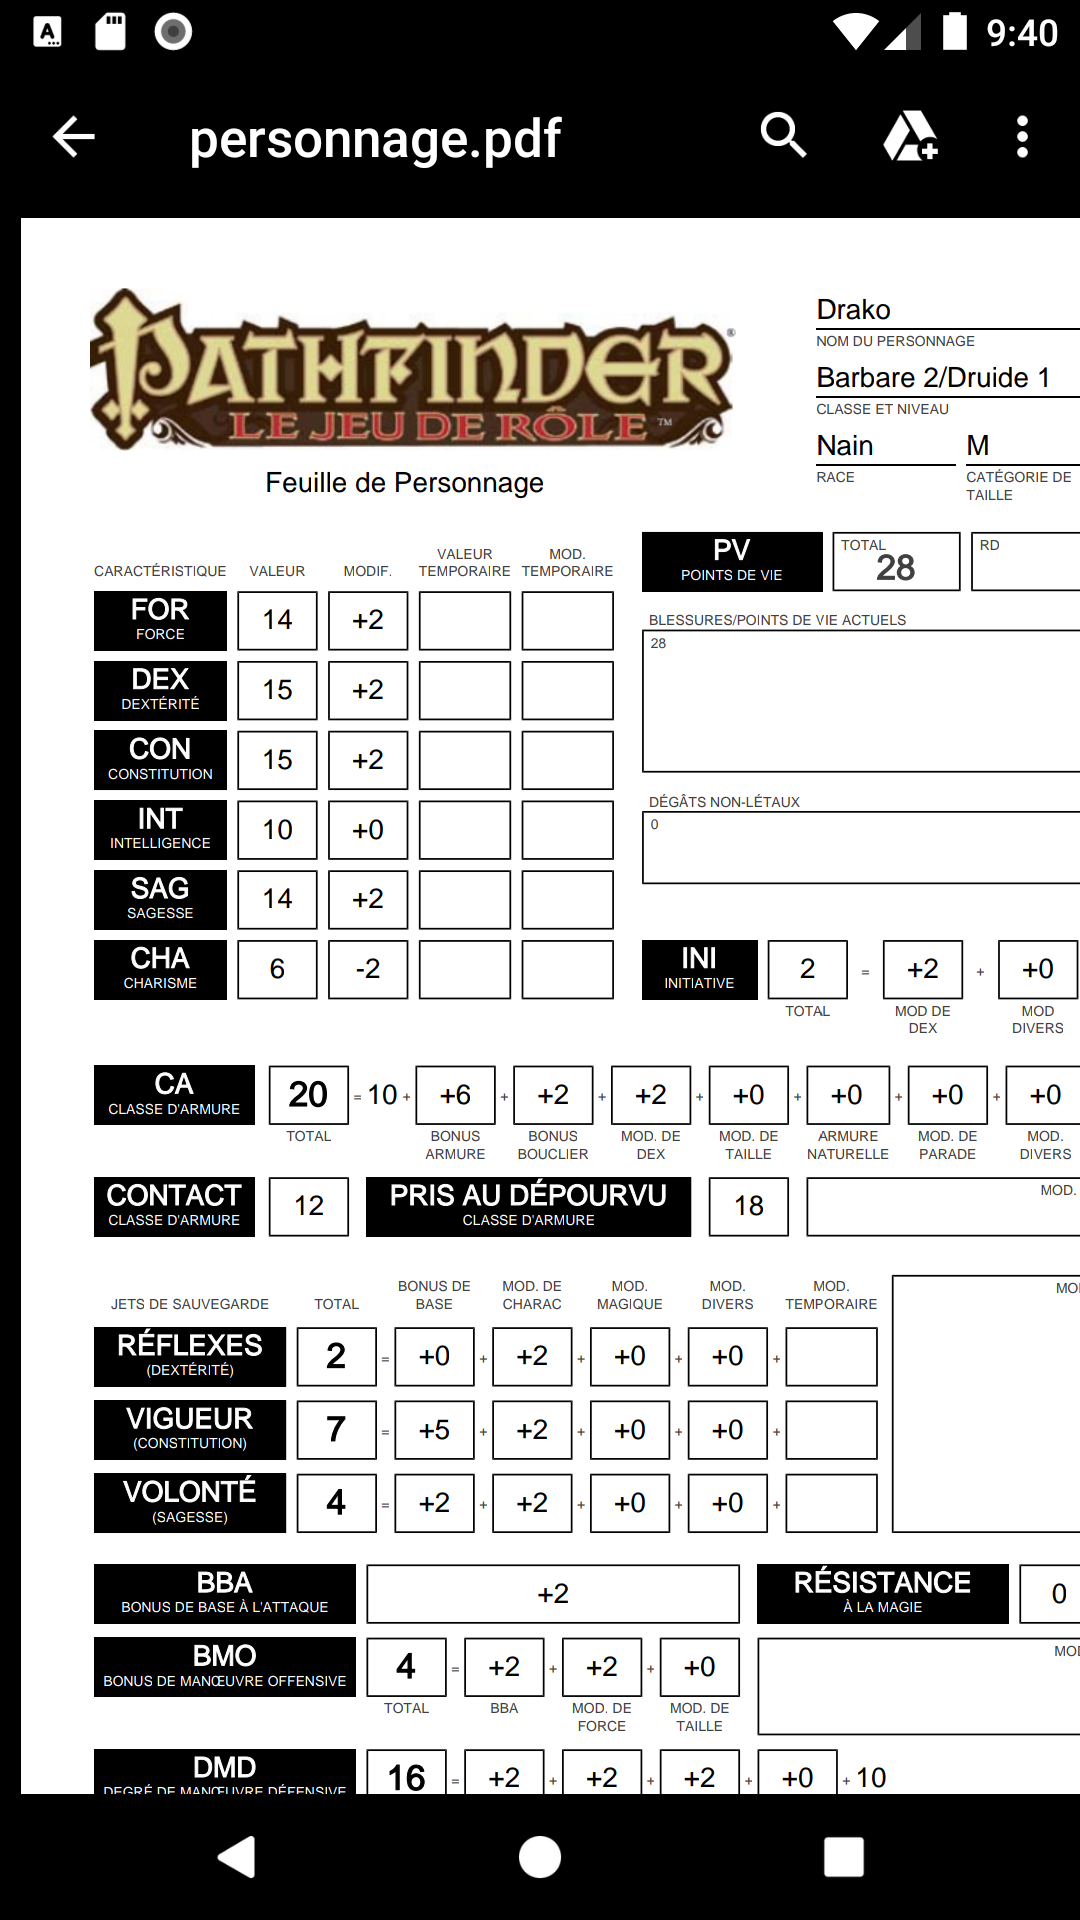 9:40
personnage.pdf
PATHFINDER®
LE JEU DE RÔLE™
Feuille de Personnage
Drako
NOM DU PERSONNAGE
Barbare 2/Druide 1
CLASSE ET NIVEAU
Nain M
RACE CATÉGORIE DE
TAILLE
CARACTÉRISTIQUE VALEUR MODIF. VALEUR TEMPORAIRE MOD. TEMPORAIRE
FOR FORCE 14 +2
DEX DEXTÉRITÉ 15 +2
CON CONSTITUTION 15 +2
INT INTELLIGENCE 10 +0
SAG SAGESSE 14 +2
CHA CHARISME 6 -2
PV POINTS DE VIE TOTAL 28 RD
BLESSURES/POINTS DE VIE ACTUELS
28
DÉGÂTS NON-LÉTAUX
0
INI INITIATIVE 2 = +2 + +0
TOTAL MOD DE DEX MOD DIVERS
CA CLASSE D'ARMURE 20 = 10 + +6 + +2 + +2 + +0 + +0 + +0 + +0
TOTAL BONUS ARMURE BONUS BOUCLIER MOD. DE DEX MOD. DE TAILLE ARMURE NATURELLE MOD. DE PARADE MOD. DIVERS
CONTACT CLASSE D'ARMURE 12 PRIS AU DÉPOURVU CLASSE D'ARMURE 18 MOD.
JETS DE SAUVEGARDE TOTAL BONUS DE BASE MOD. DE CHARAC MOD. MAGIQUE MOD. DIVERS MOD. TEMPORAIRE MO
RÉFLEXES (DEXTÉRITÉ) 2 = +0 + +2 + +0 + +0 +
VIGUEUR (CONSTITUTION) 7 = +5 + +2 + +0 + +0 +
VOLONTÉ (SAGESSE) 4 = +2 + +2 + +0 + +0 +
BBA BONUS DE BASE À L'ATTAQUE +2 RÉSISTANCE À LA MAGIE 0
BMO BONUS DE MANŒUVRE OFFENSIVE 4 = +2 + +2 + +0 MOD
TOTAL BBA MOD. DE FORCE MOD. DE TAILLE
DMD DEGRÉ DE MANŒUVRE DÉFENSIVE 16 = +2 + +2 + +2 + +0 + 10